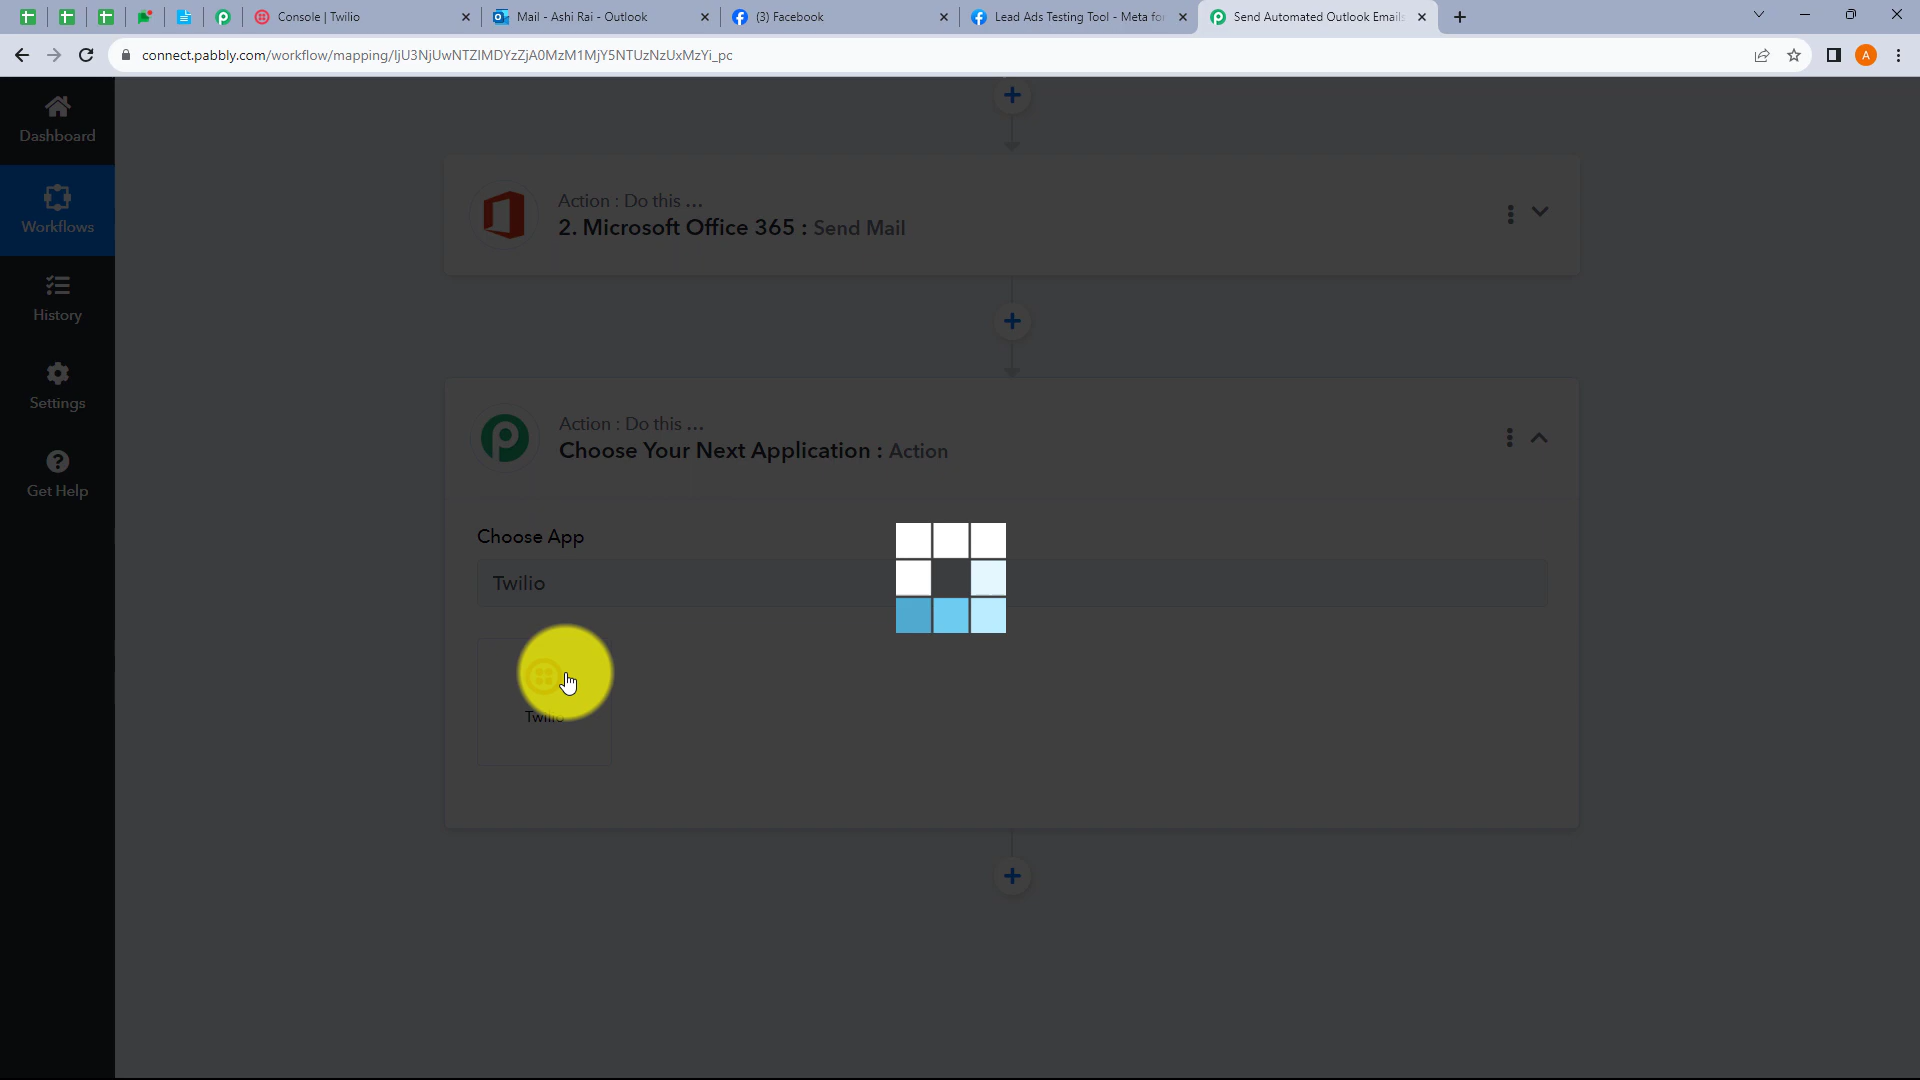 Console | Twilio
Mail - Ashi Rai - Outlook
(3) Facebook
Lead Ads Testing Tool - Meta fo
Send Automated Outlook Emails
connect.pabbly.com/workflow/mapping/IjU3NjUwNTZlMDYzZjA0MzM1MjY5NTUzNzUxMzYi_pc
A
Dashboard
Workflows
History
Settings
Get Help
Action : Do this ...
2. Microsoft Office 365 : Send Mail
Action : Do this ...
Choose Your Next Application : Action
Choose App
Twilio
Twilio